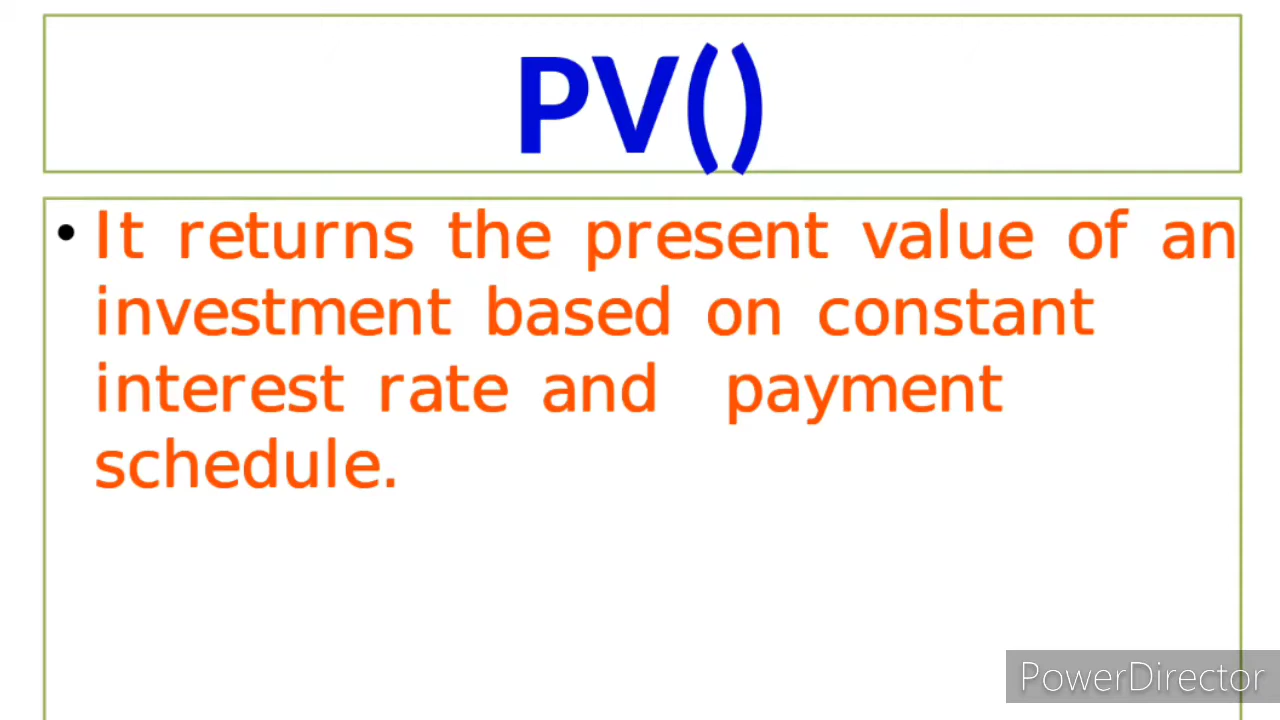 PV()
• It returns the present value of an
investment based on constant
interest rate and payment
schedule.
PowerDirector